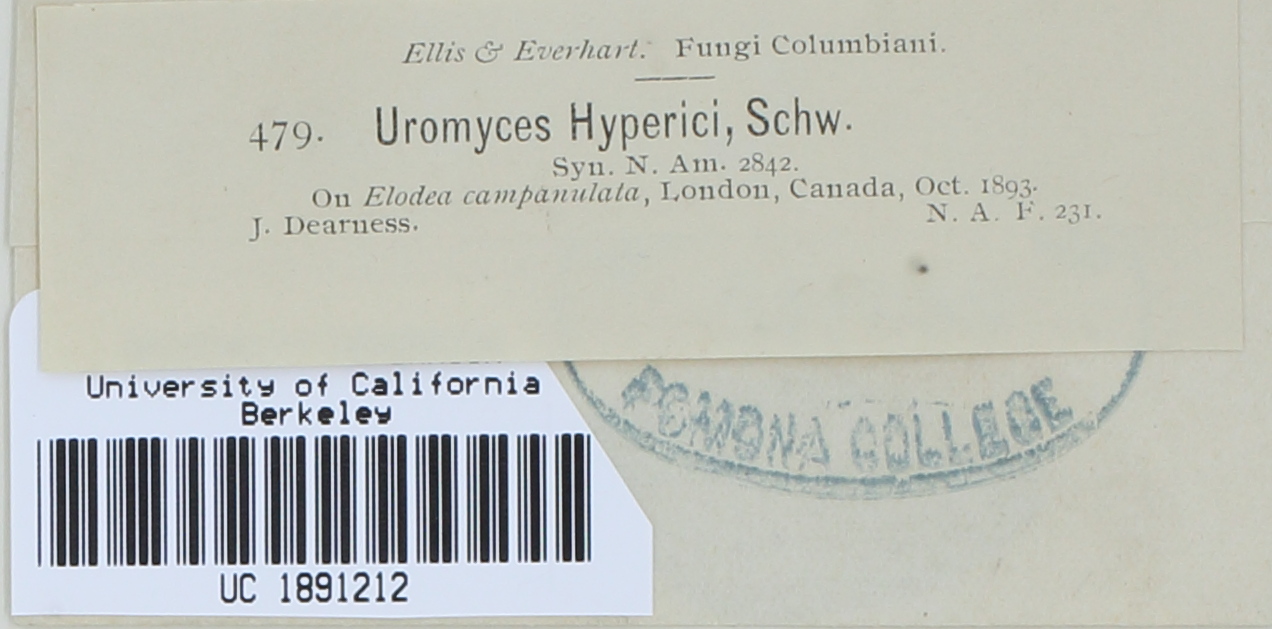 Ellis & Everhart. Fungi Columbiani.
479. Uromyces Hyperici, Schw.
Syn. N. Am. 2842.
On Elodea campanulata, London, Canada, Oct. 1893.
J. Dearness. N. A. F. 231.
University of California
Berkeley
UC 1891212
POMONA COLLEGE